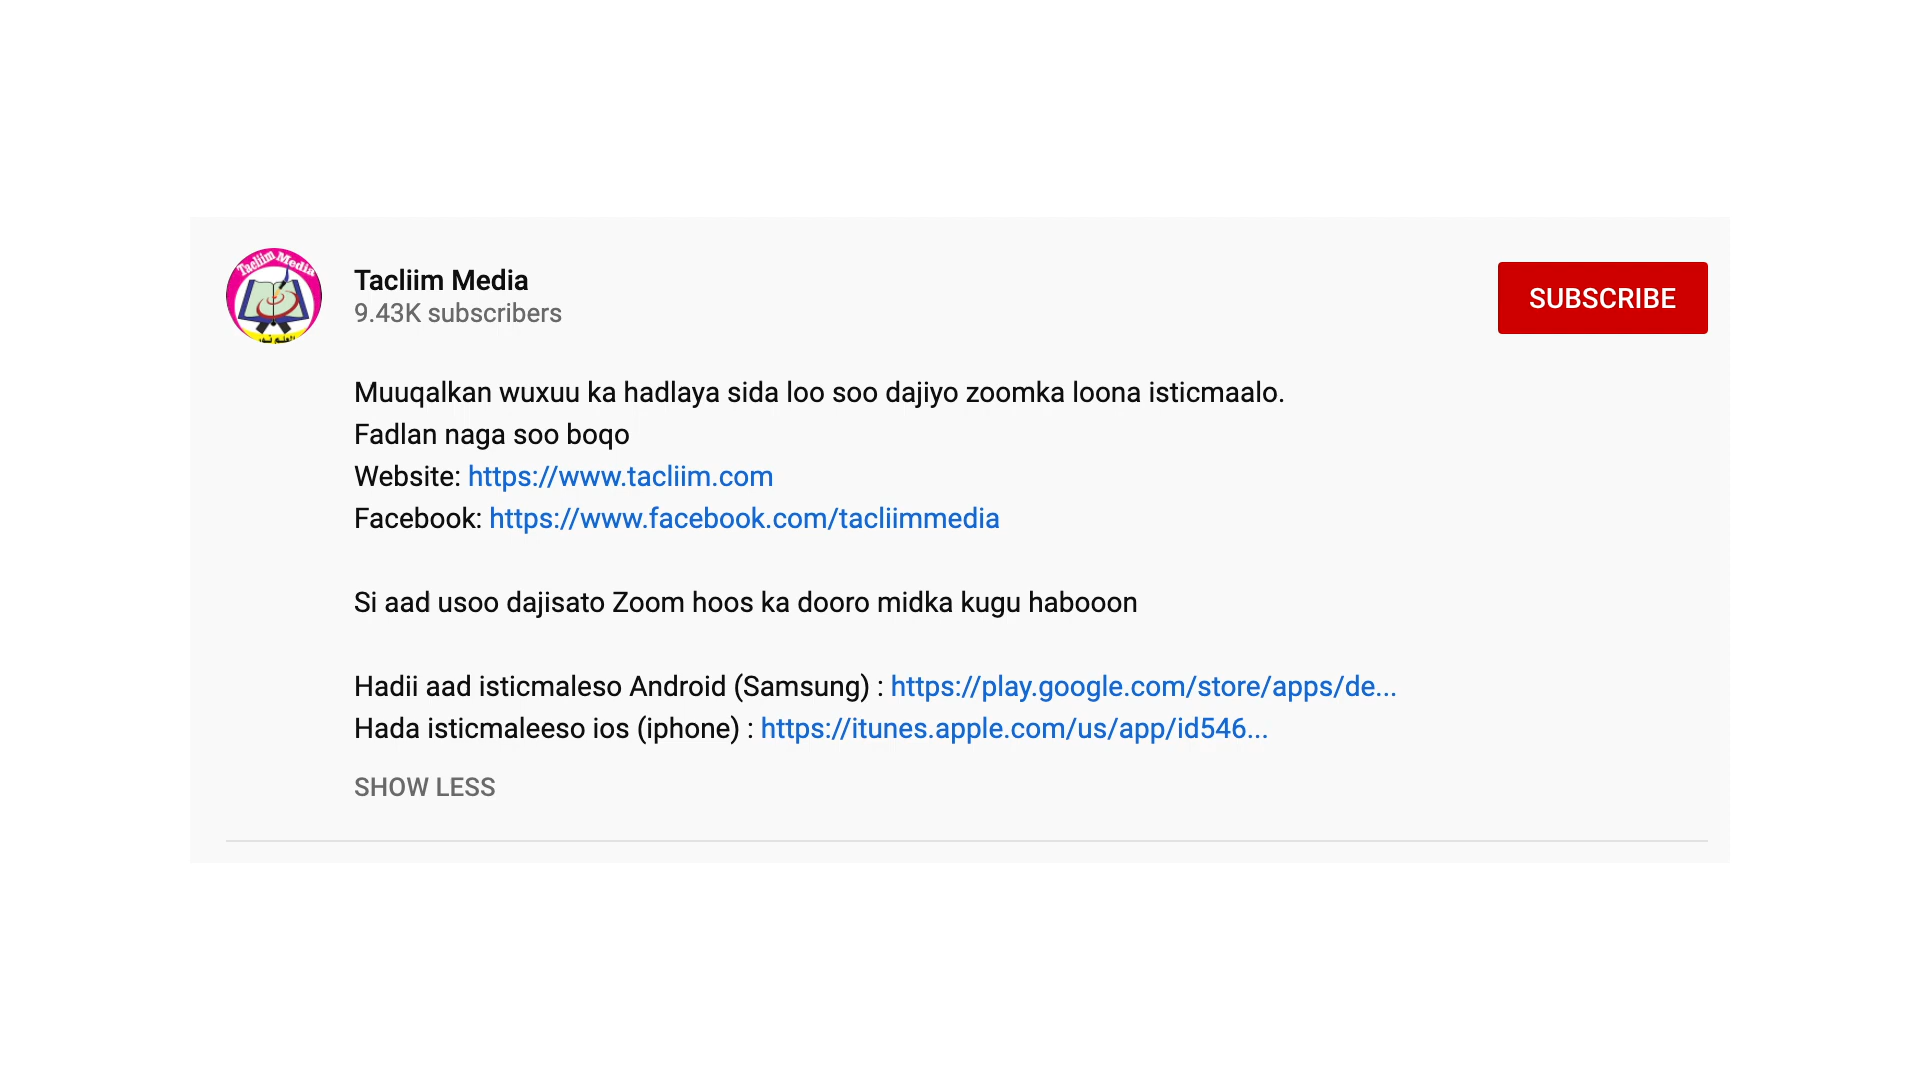 Tacliim Media
Tacliim Media
9.43K subscribers
SUBSCRIBE
Muuqalkan wuxuu ka hadlaya sida loo soo dajiyo zoomka loona isticmaalo.
Fadlan naga soo boqo
Website: https://www.tacliim.com
Facebook: https://www.facebook.com/tacliimmedia
Si aad usoo dajisato Zoom hoos ka dooro midka kugu habooon
Hadii aad isticmaleso Android (Samsung) : https://play.google.com/store/apps/de...
Hada isticmaleeso ios (iphone) : https://itunes.apple.com/us/app/id546...
SHOW LESS